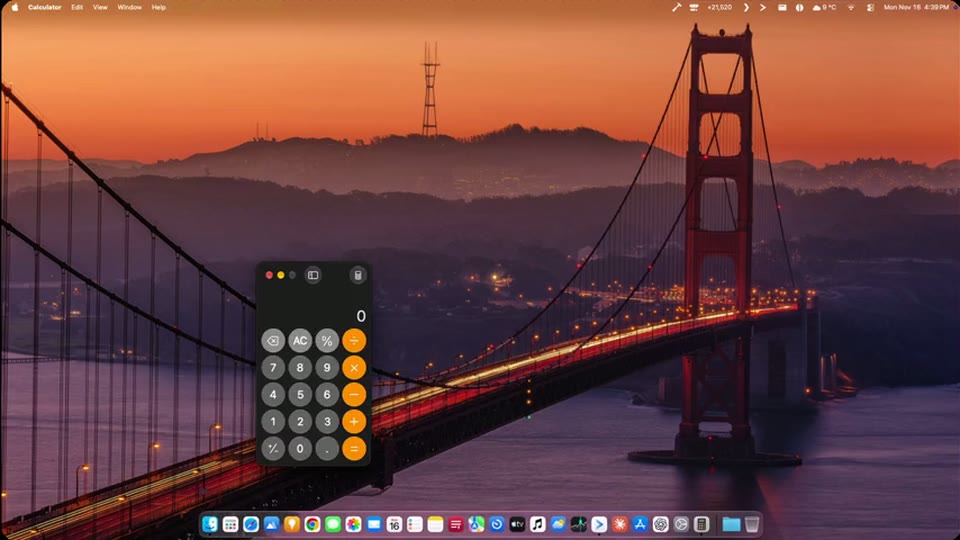 Calculator Edit View Window Help
+21,520 9 °C Mon Nov 16 4:39 PM
0
AC % ÷
7 8 9 ×
4 5 6 −
1 2 3 +
+/− 0 . =
16
tv